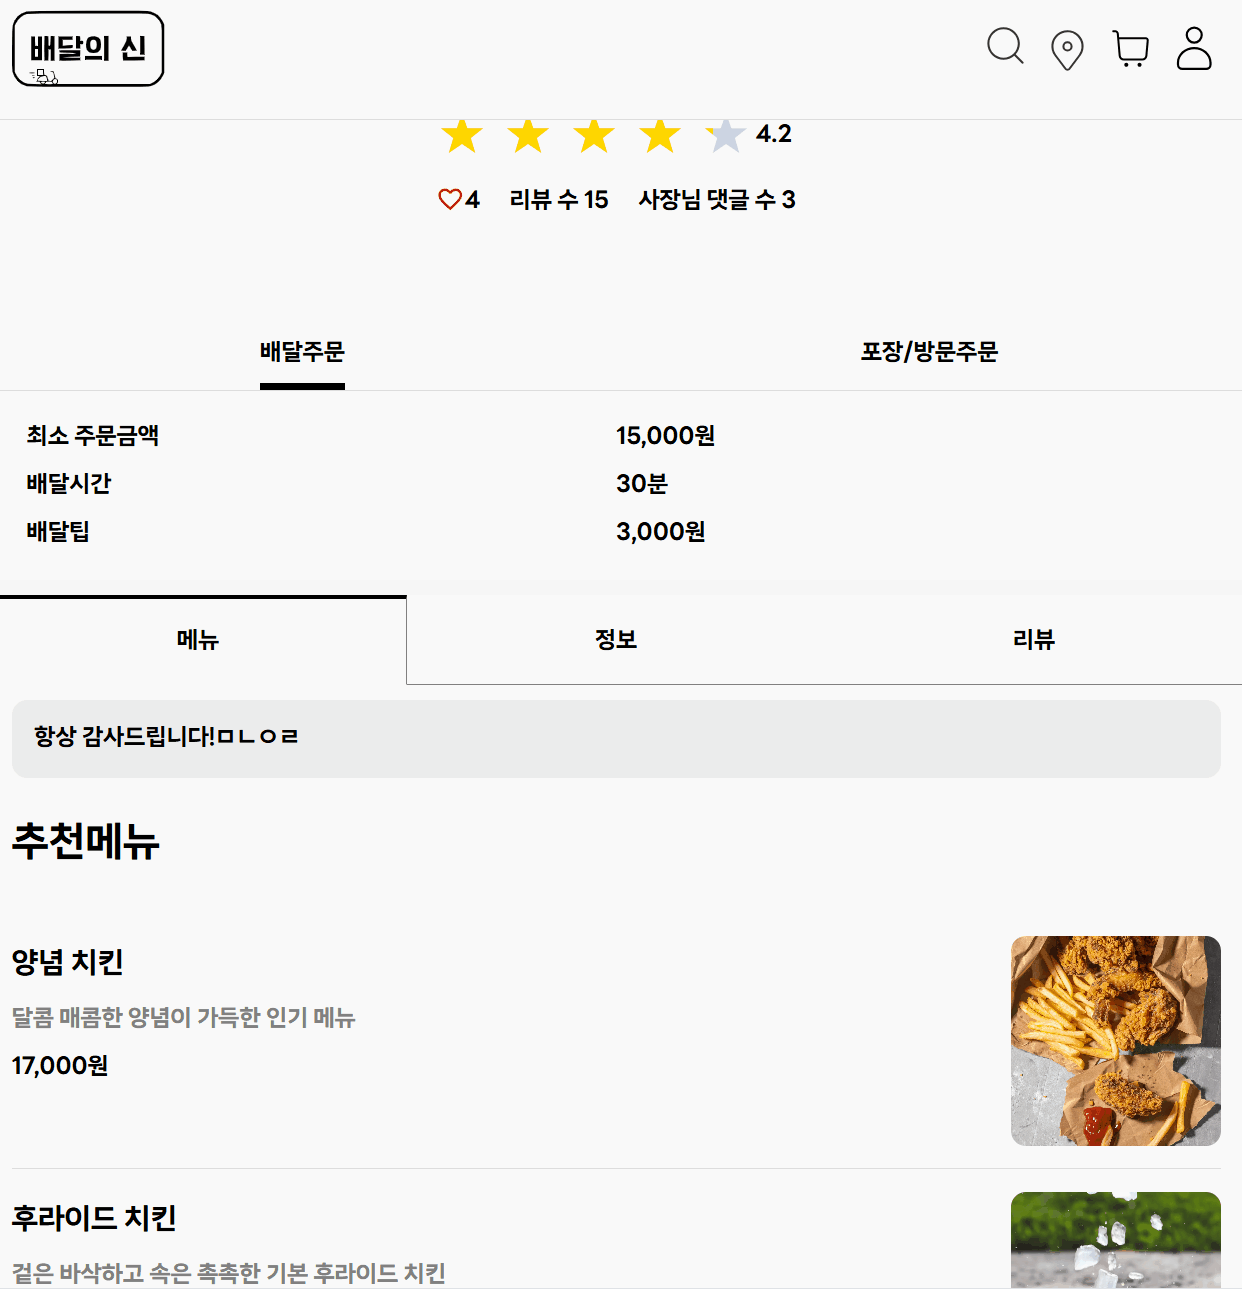 배달의 신
4.2
4 리뷰 수 15 사장님 댓글 수 3
배달주문 포장/방문주문
최소 주문금액 15,000원
배달시간 30분
배달팁 3,000원
메뉴 정보 리뷰
항상 감사드립니다!ㅁㄴㅇㄹ
추천메뉴
양념 치킨
달콤 매콤한 양념이 가득한 인기 메뉴
17,000원
후라이드 치킨
겉은 바삭하고 속은 촉촉한 기본 후라이드 치킨